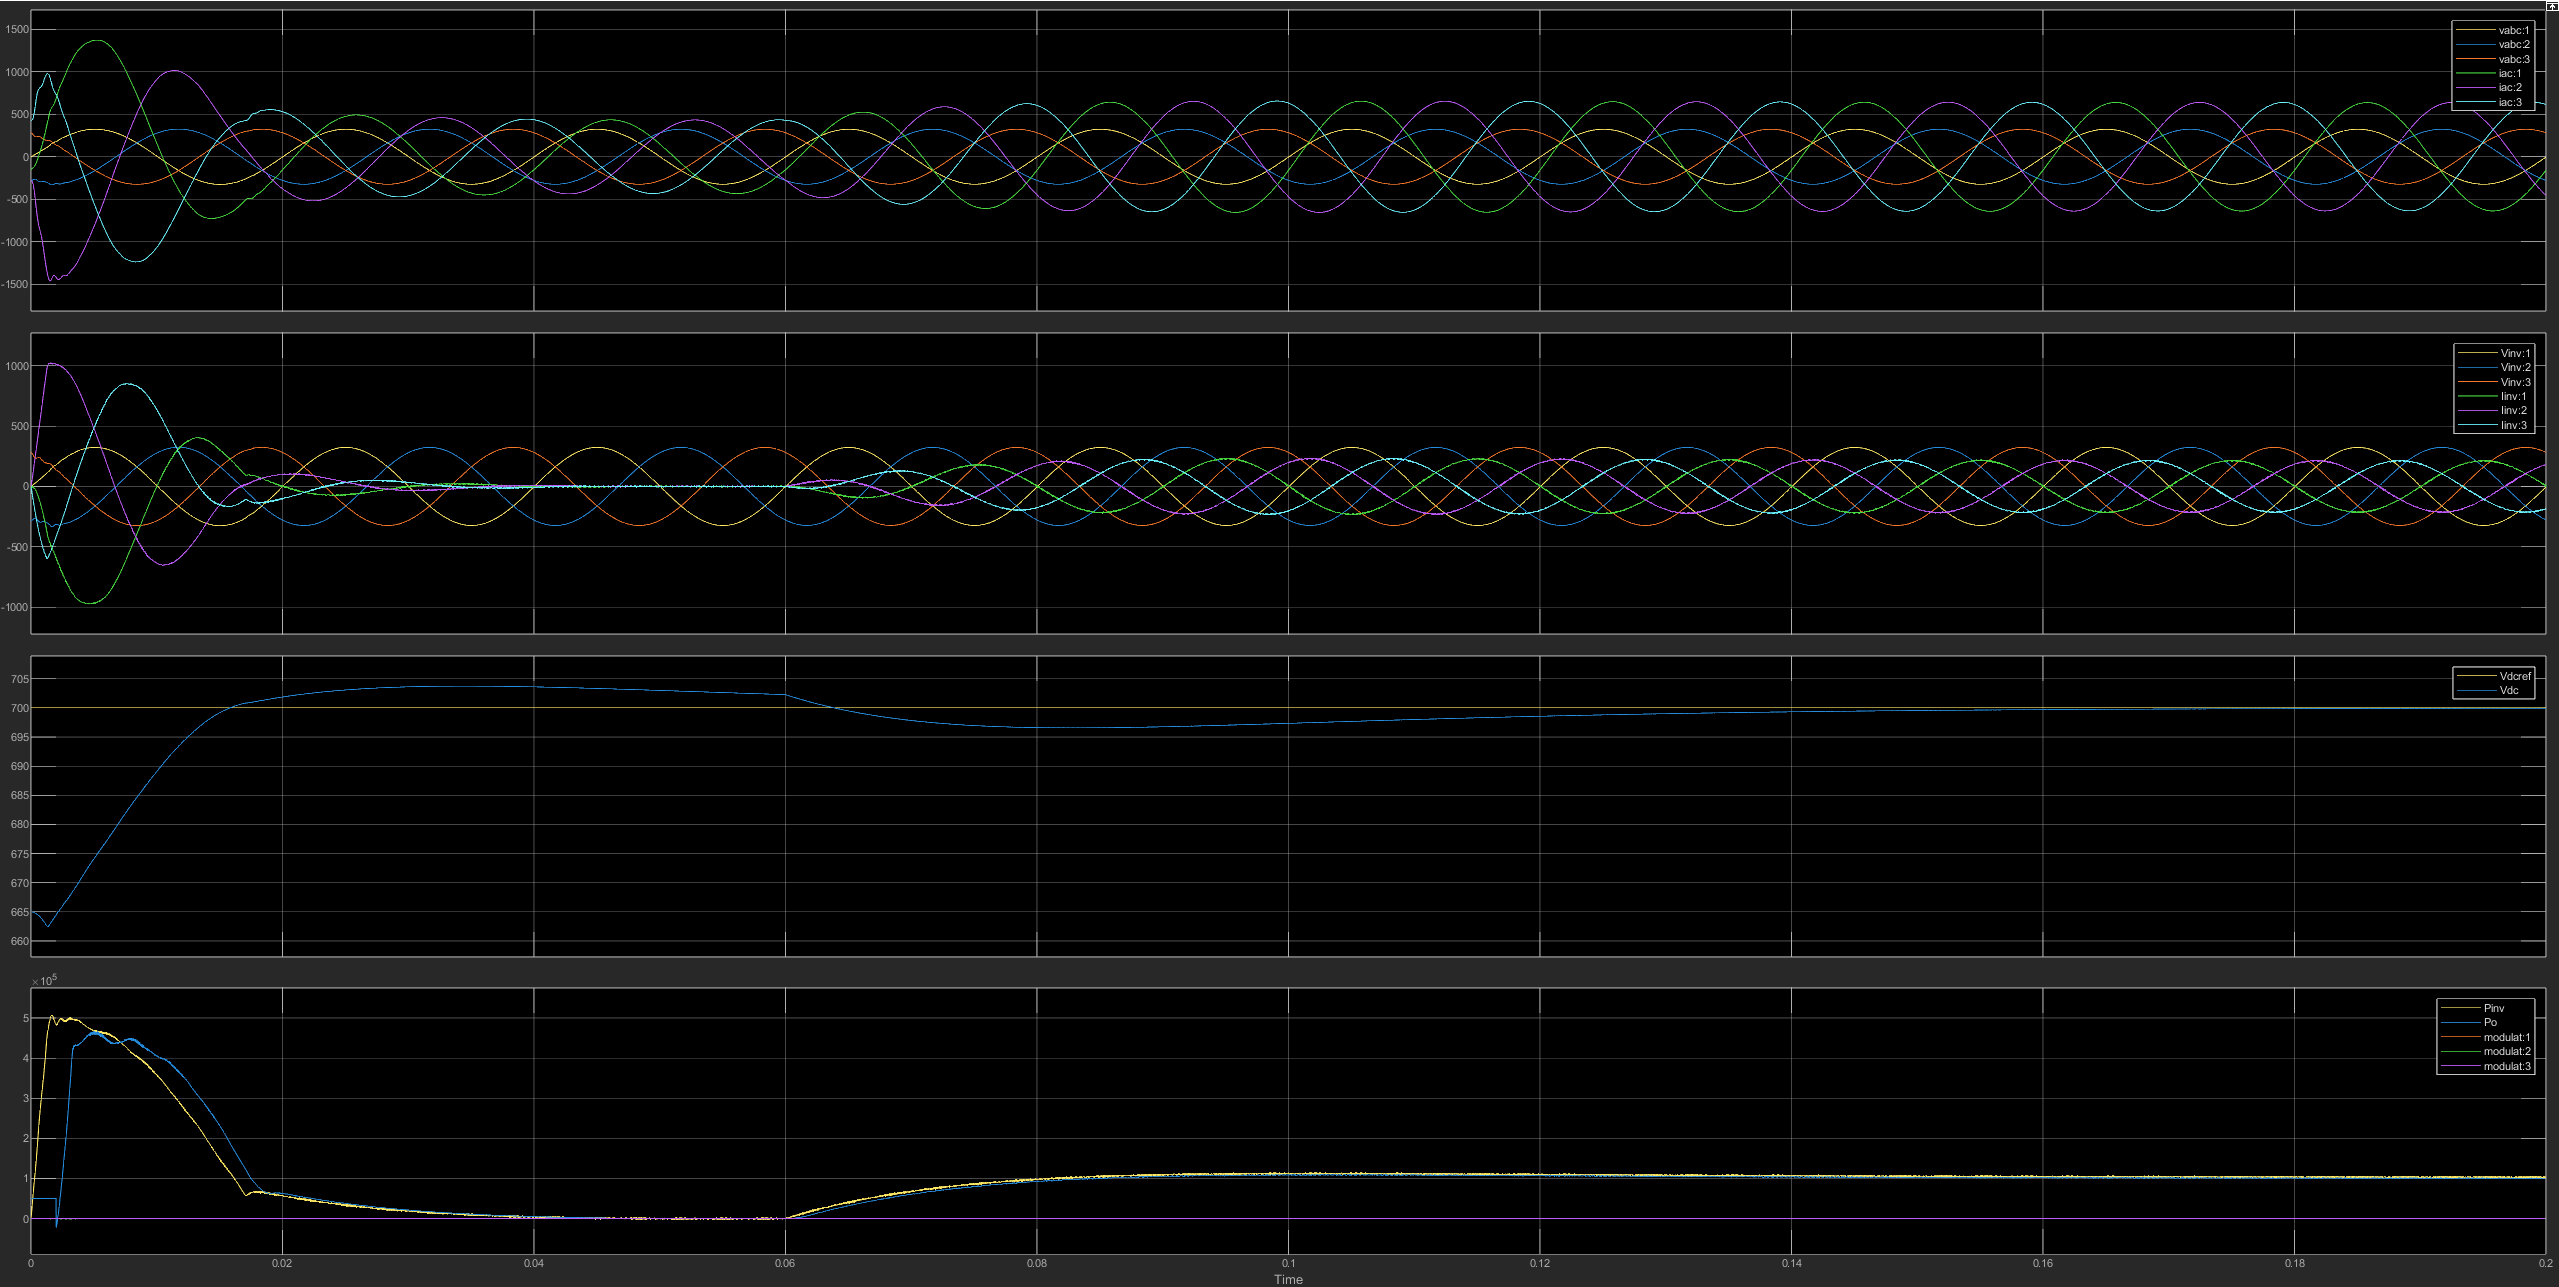 1500
1000
500
0
-500
-1000
-1500
vabc:1
vabc:2
vabc:3
iac:1
iac:2
iac:3
1000
500
0
-500
-1000
Vinv:1
Vinv:2
Vinv:3
Iinv:1
Iinv:2
Iinv:3
705
700
695
690
685
680
675
670
665
660
Vdcref
Vdc
×10^5
5
4
3
2
1
0
Pinv
Po
modulat:1
modulat:2
modulat:3
0 0.02 0.04 0.06 0.08 0.1 0.12 0.14 0.16 0.18 0.2
Time